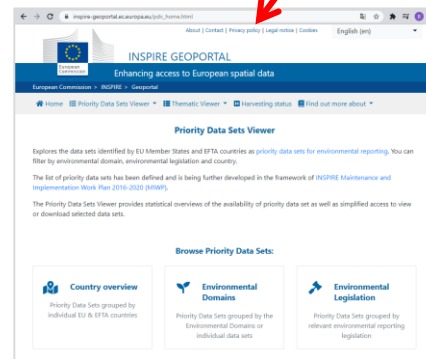 inspire-geoportal.ec.europa.eu/pdv_home.html
About | Contact | Privacy policy | Legal notice | Cookies
English (en)
European
Commission
INSPIRE GEOPORTAL
Enhancing access to European spatial data
European Commission > INSPIRE > Geoportal
Home Priority Data Sets Viewer Thematic Viewer Harvesting status Find out more about
Priority Data Sets Viewer
Explores the data sets identified by EU Member States and EFTA countries as priority data sets for environmental reporting. You can
filter by environmental domain, environmental legislation and country.
The list of priority data sets has been defined and is being further developed in the framework of INSPIRE Maintenance and
Implementation Work Plan 2016-2020 (MIWP).
The Priority Data Sets Viewer provides statistical overviews of the availability of priority data set as well as simplified access to view
or download selected data sets.
Browse Priority Data Sets:
Country overview
Priority Data Sets grouped by
individual EU & EFTA countries
Environmental
Domains
Priority Data Sets grouped by the
Environmental Domains or
individual data sets
Environmental
Legislation
Priority Data Sets grouped by
relevant environmental reporting
legislation